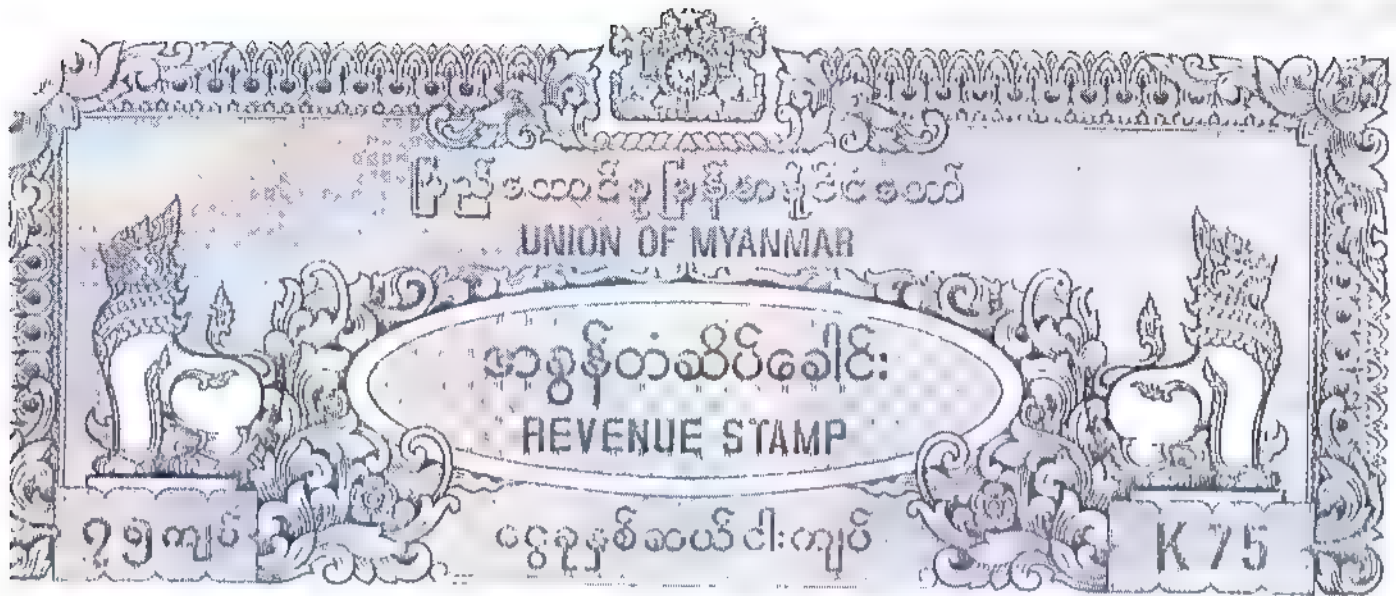 ပြည်ထောင်စုမြန်မာနိုင်ငံတော်
UNION OF MYANMAR
အခွန်တံဆိပ်ခေါင်း
REVENUE STAMP
၇၅ကျပ်
ငွေခုနှစ်ဆယ်ငါးကျပ်
K 75